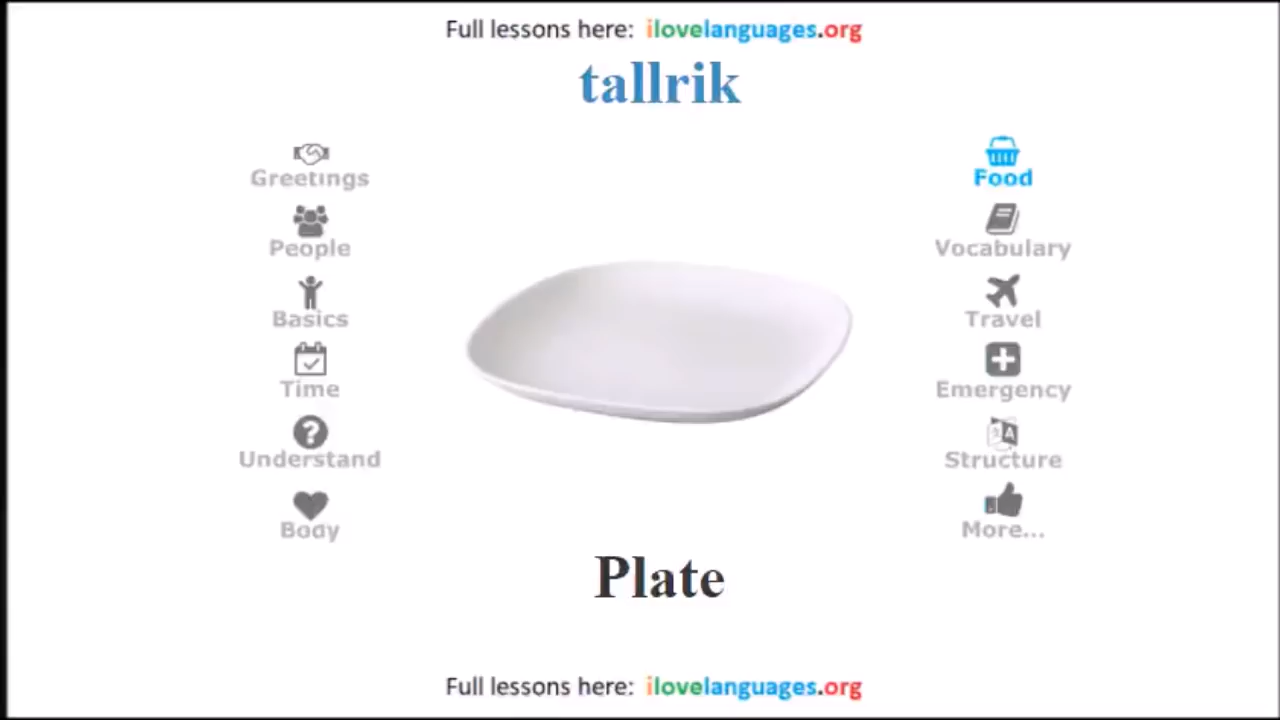 Full lessons here: ilovelanguages.org
tallrik
Greetings
People
Basics
Time
Understand
Body
Food
Vocabulary
Travel
Emergency
Structure
More...
Plate
Full lessons here: ilovelanguages.org